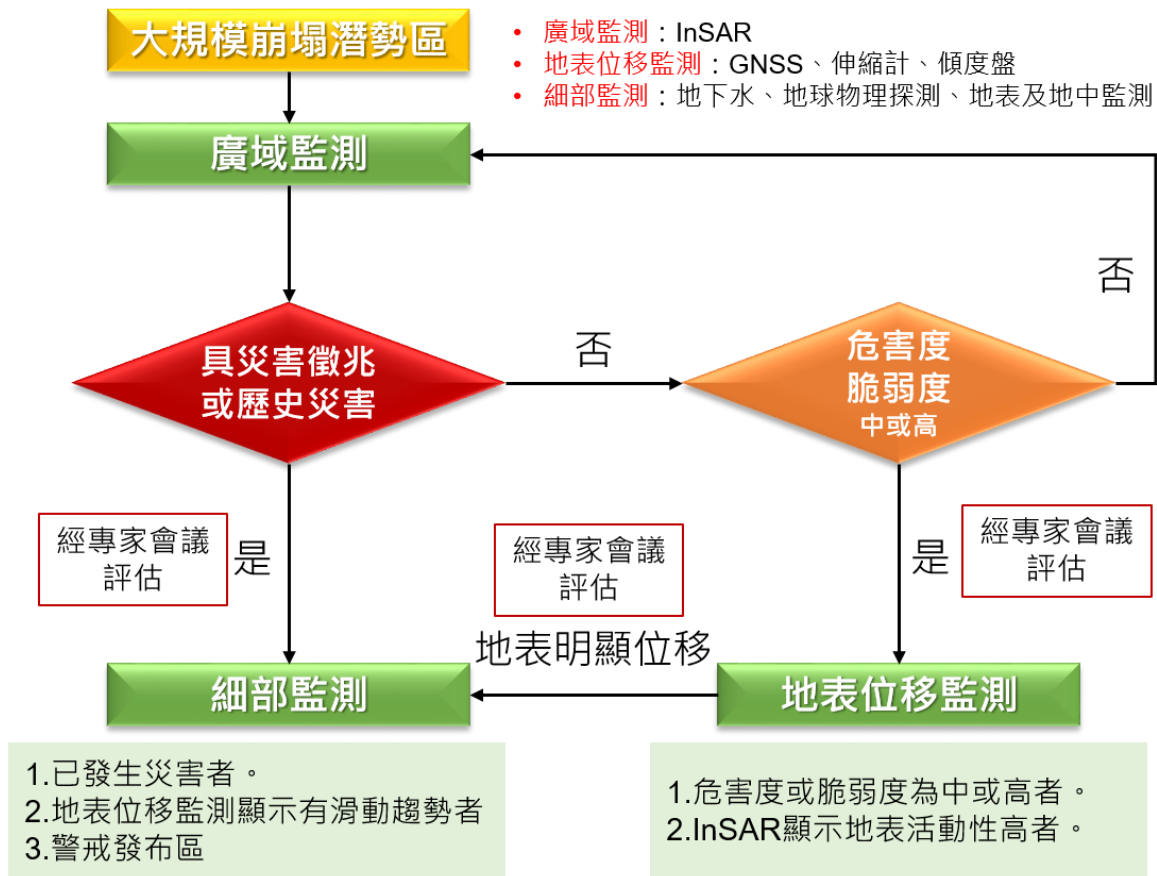 大規模崩塌潛勢區
• 廣域監測：InSAR
• 地表位移監測：GNSS、伸縮計、傾度盤
• 細部監測：地下水、地球物理探測、地表及地中監測
廣域監測
具災害徵兆
或歷史災害
否
危害度
脆弱度
中或高
否
經專家會議
評估
是
經專家會議
評估
地表明顯位移
是
經專家會議
評估
細部監測
地表位移監測
1.已發生災害者。
2.地表位移監測顯示有滑動趨勢者
3.警戒發布區
1.危害度或脆弱度為中或高者。
2.InSAR顯示地表活動性高者。